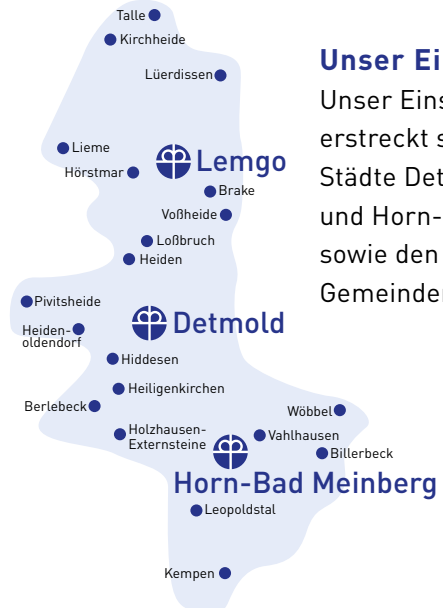 Talle
Kirchheide
Lüerdissen
Lieme
Hörstmar
Lemgo
Brake
Voßheide
Loßbruch
Heiden
Pivitsheide
Detmold
Heiden-
oldendorf
Hiddesen
Heiligenkirchen
Berlebeck
Wöbbel
Holzhausen-
Externsteine
Vahlhausen
Billerbeck
Horn-Bad Meinberg
Leopoldstal
Kempen
Unser Ei
Unser Eins
erstreckt s
Städte Det
und Horn-
sowie den
Gemeinden